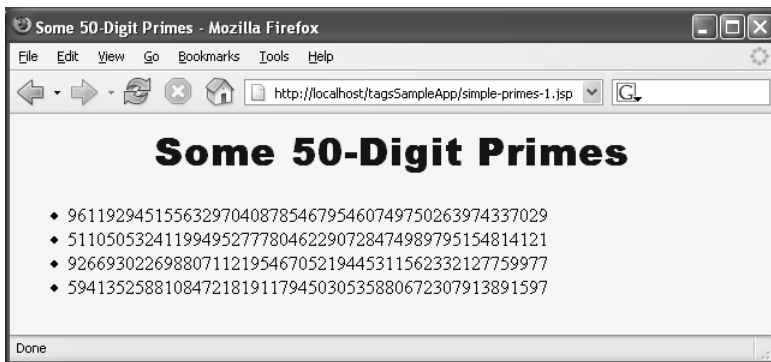 Some 50-Digit Primes - Mozilla Firefox
File Edit View Go Bookmarks Tools Help
http://localhost/tagsSampleApp/simple-primes-1.jsp G
Some 50-Digit Primes
• 96119294515563297040878546795460749750263974337029
• 51105053241199495277780462290728474989795154814121
• 92669302269880711219546705219445311562332127759977
• 59413525881084721819117945030535880672307913891597
Done